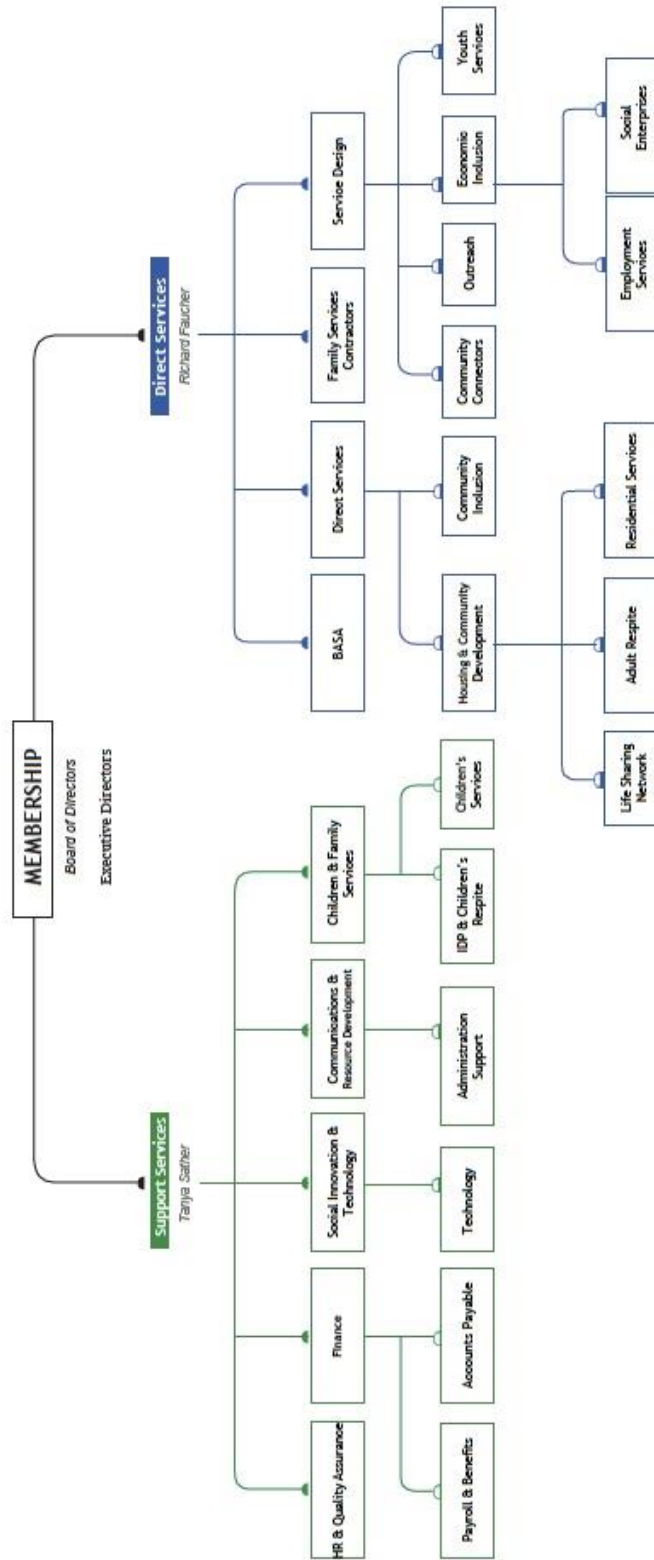 MEMBERSHIP
Board of Directors
Executive Directors
Support Services
Tanya Sather
Direct Services
Richard Faucher
HR & Quality Assurance
Finance
Social Innovation &
Technology
Communications &
Resource Development
Children & Family
Services
BASA
Direct Services
Family Services
Contractors
Service Design
Payroll & Benefits
Accounts Payable
Technology
Administration
Support
IDP & Children's
Respite
Children's
Services
Housing & Community
Development
Community
Inclusion
Community
Connectors
Outreach
Economic
Inclusion
Youth
Services
Life Sharing
Network
Adult Respite
Residential Services
Employment
Services
Social
Enterprises